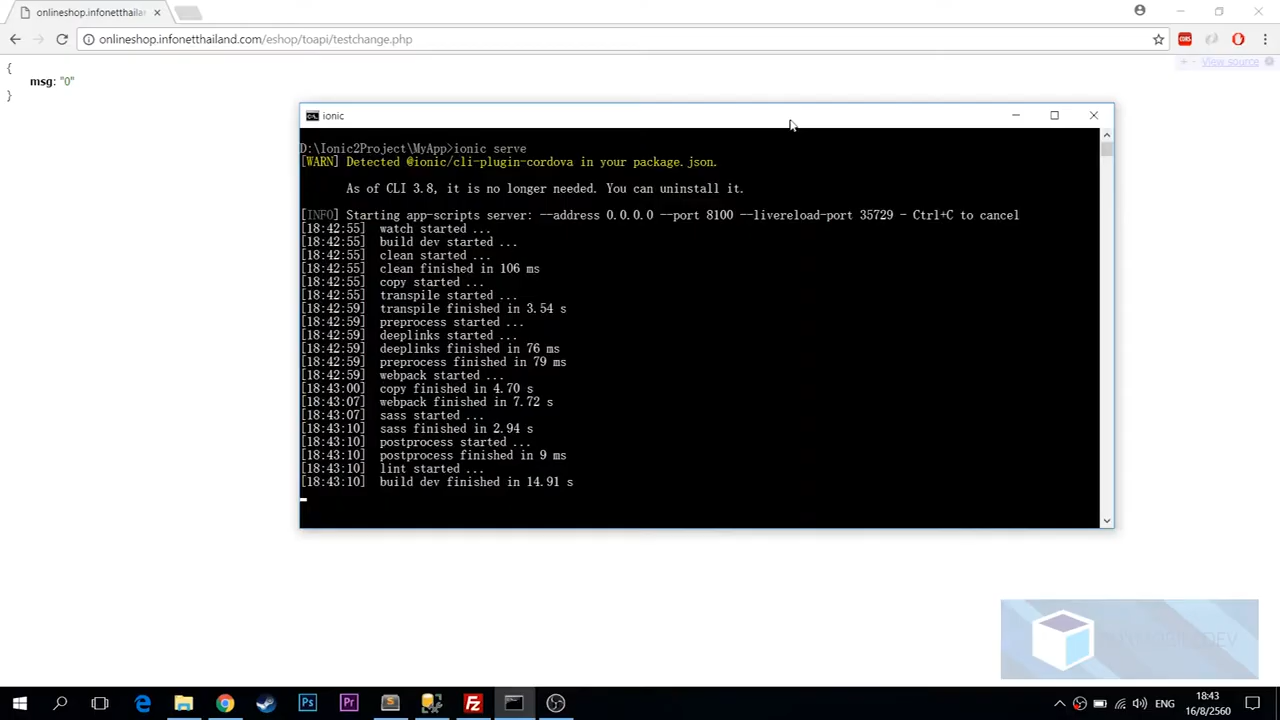 onlineshop.infonetthaila
onlineshop.infonetthailand.com/eshop/toapi/testchange.php
CORS
View source
{
msg: "0"
}
ionic
D:\Ionic2Project\MyApp>ionic serve
[WARN] Detected @ionic/cli-plugin-cordova in your package.json.
As of CLI 3.8, it is no longer needed. You can uninstall it.
[INFO] Starting app-scripts server: --address 0.0.0.0 --port 8100 --livereload-port 35729 - Ctrl+C to cancel
[18:42:55] watch started ...
[18:42:55] build dev started ...
[18:42:55] clean started ...
[18:42:55] clean finished in 106 ms
[18:42:55] copy started ...
[18:42:55] transpile started ...
[18:42:59] transpile finished in 3.54 s
[18:42:59] preprocess started ...
[18:42:59] deeplinks started ...
[18:42:59] deeplinks finished in 76 ms
[18:42:59] preprocess finished in 79 ms
[18:42:59] webpack started ...
[18:43:00] copy finished in 4.70 s
[18:43:07] webpack finished in 7.72 s
[18:43:07] sass started ...
[18:43:10] sass finished in 2.94 s
[18:43:10] postprocess started ...
[18:43:10] postprocess finished in 9 ms
[18:43:10] lint started ...
[18:43:10] build dev finished in 14.91 s
Ps
Pr
Fz
ENG
18:43
16/8/2560